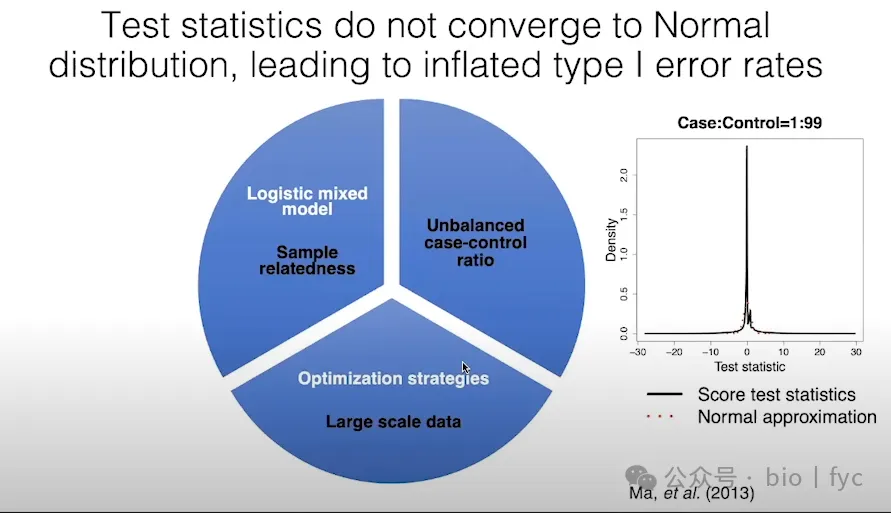 Test statistics do not converge to Normal
distribution, leading to inflated type I error rates
Logistic mixed
model
Sample
relatedness
Unbalanced
case-control
ratio
Optimization strategies
Large scale data
Case:Control=1:99
Density
0.0
0.5
1.0
1.5
2.0
−30
−20
−10
0
10
20
30
Test statistic
Score test statistics
Normal approximation
公众号 · bio | fyc
Ma, et al. (2013)